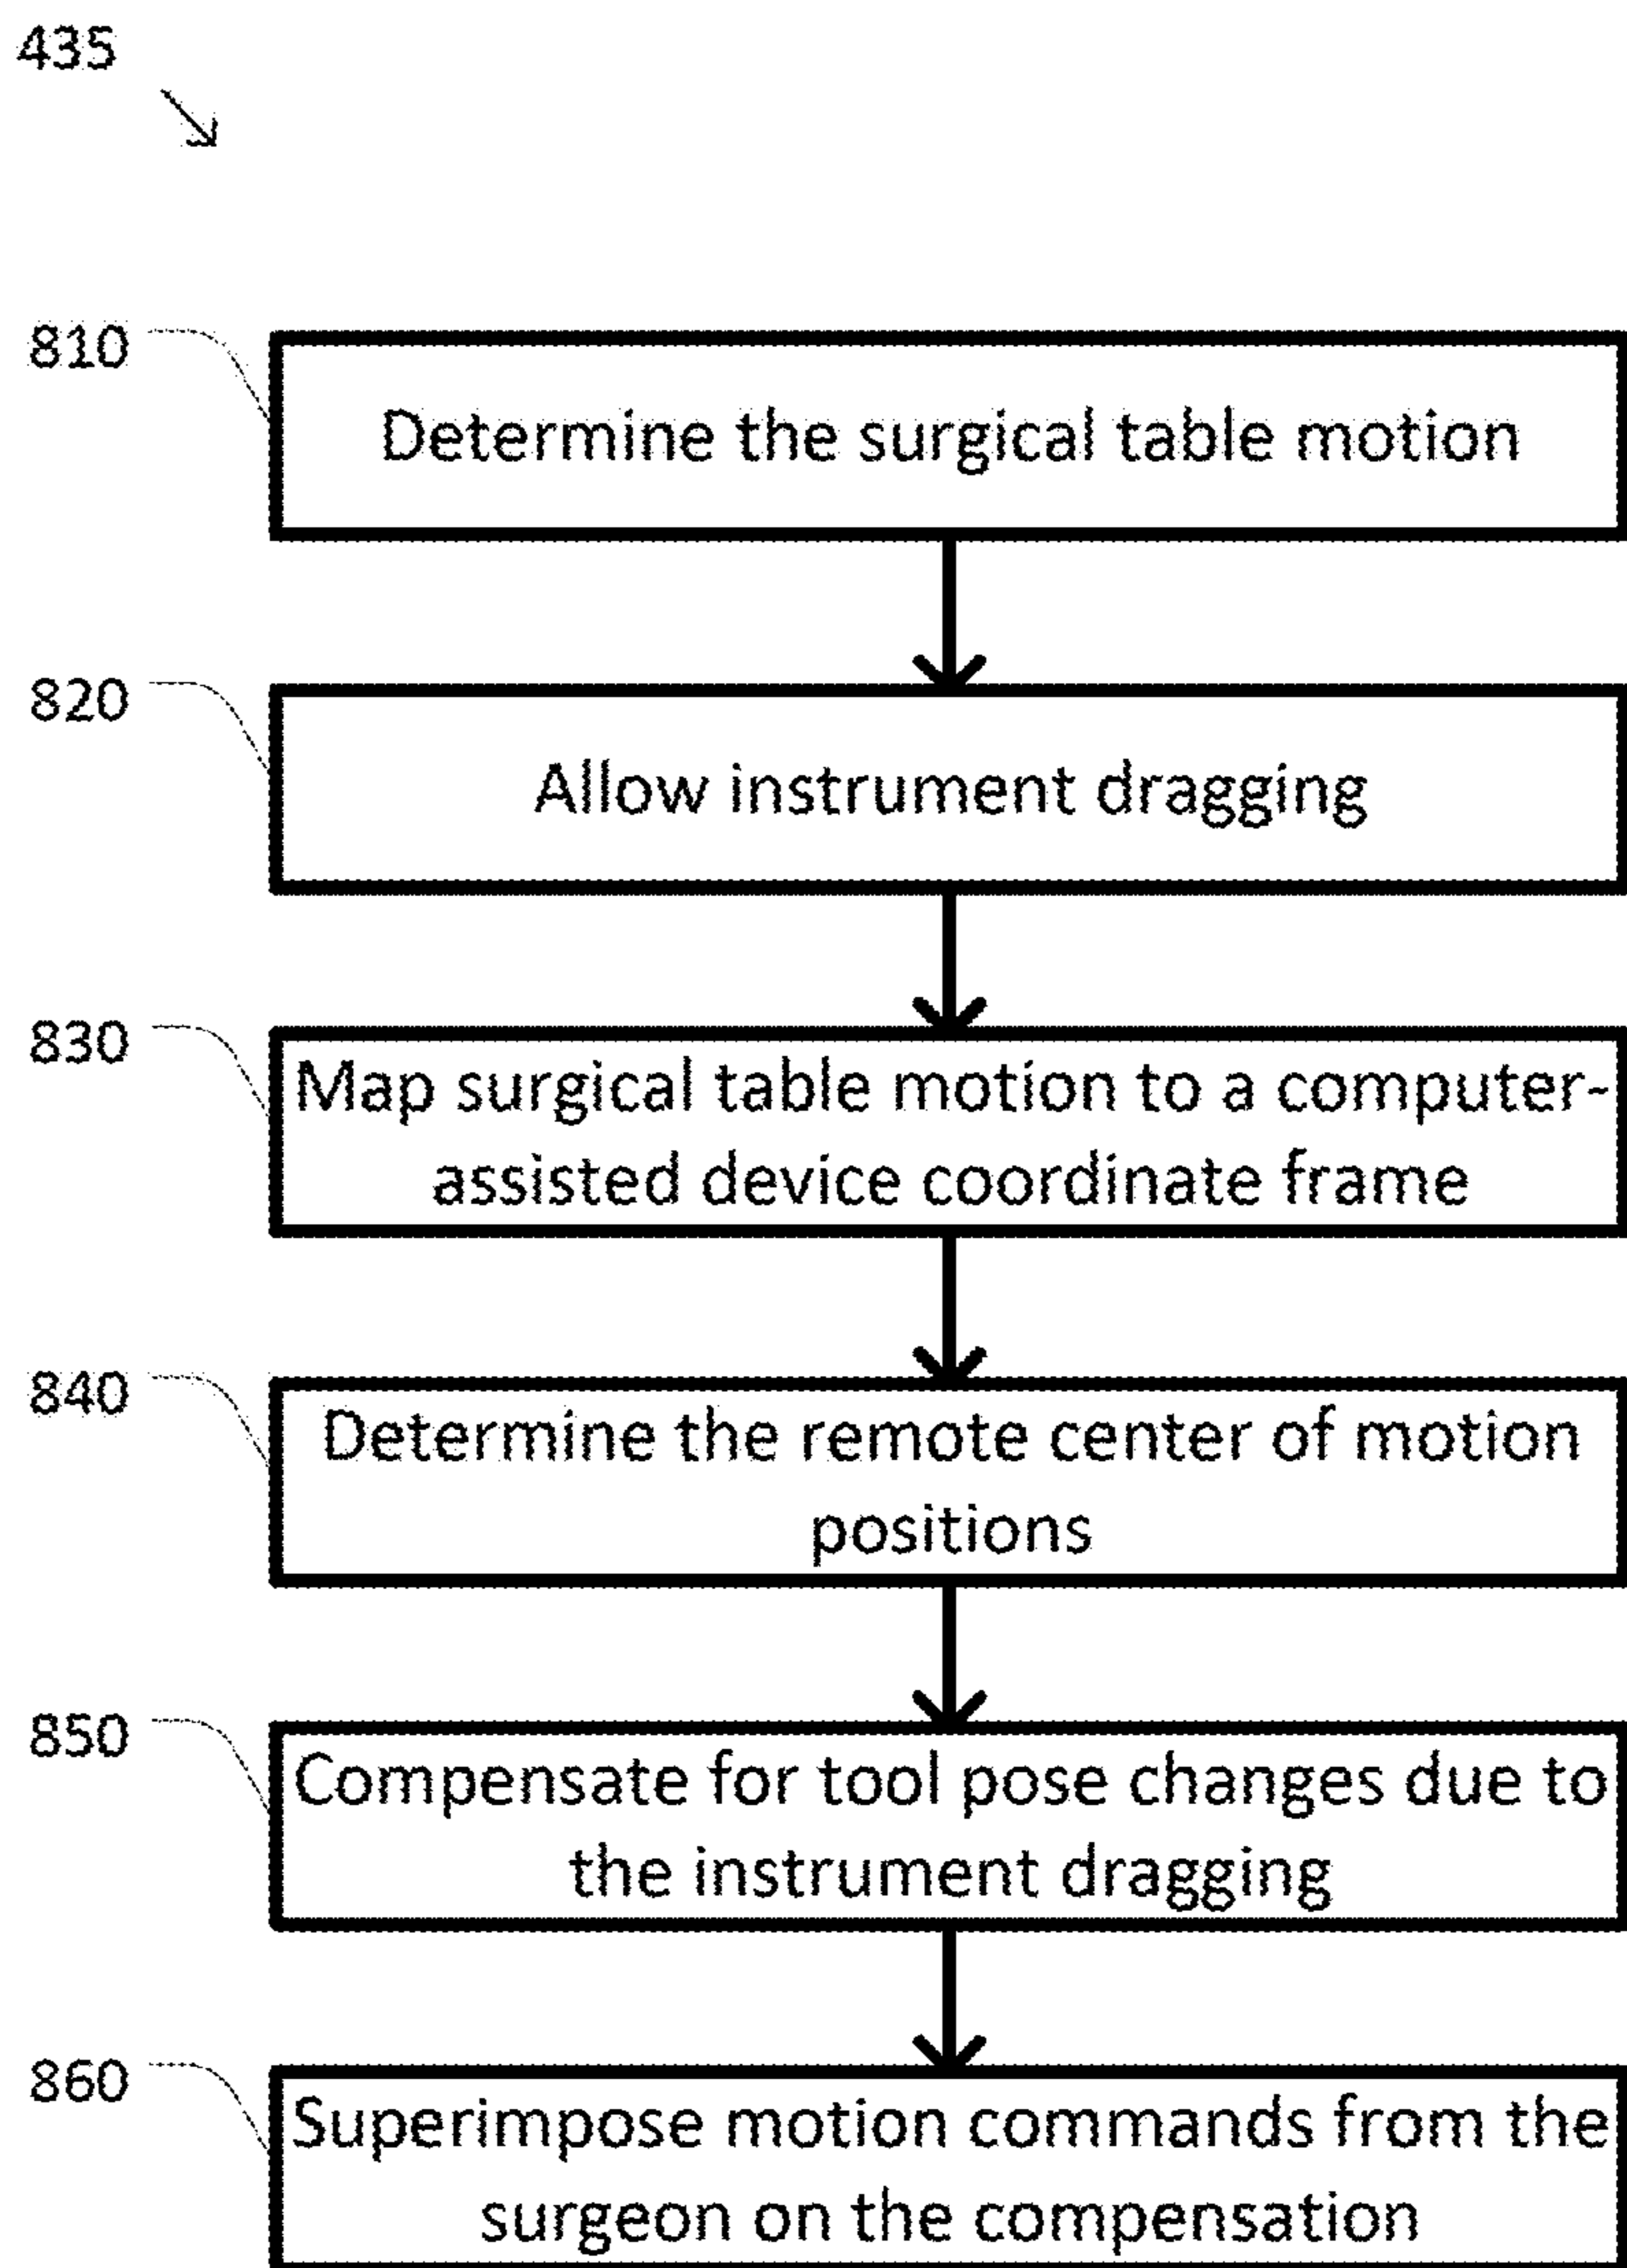 435
810
Determine the surgical table motion
820
Allow instrument dragging
830
Map surgical table motion to a computer-
assisted device coordinate frame
840
Determine the remote center of motion
positions
850
Compensate for tool pose changes due to
the instrument dragging
860
Superimpose motion commands from the
surgeon on the compensation